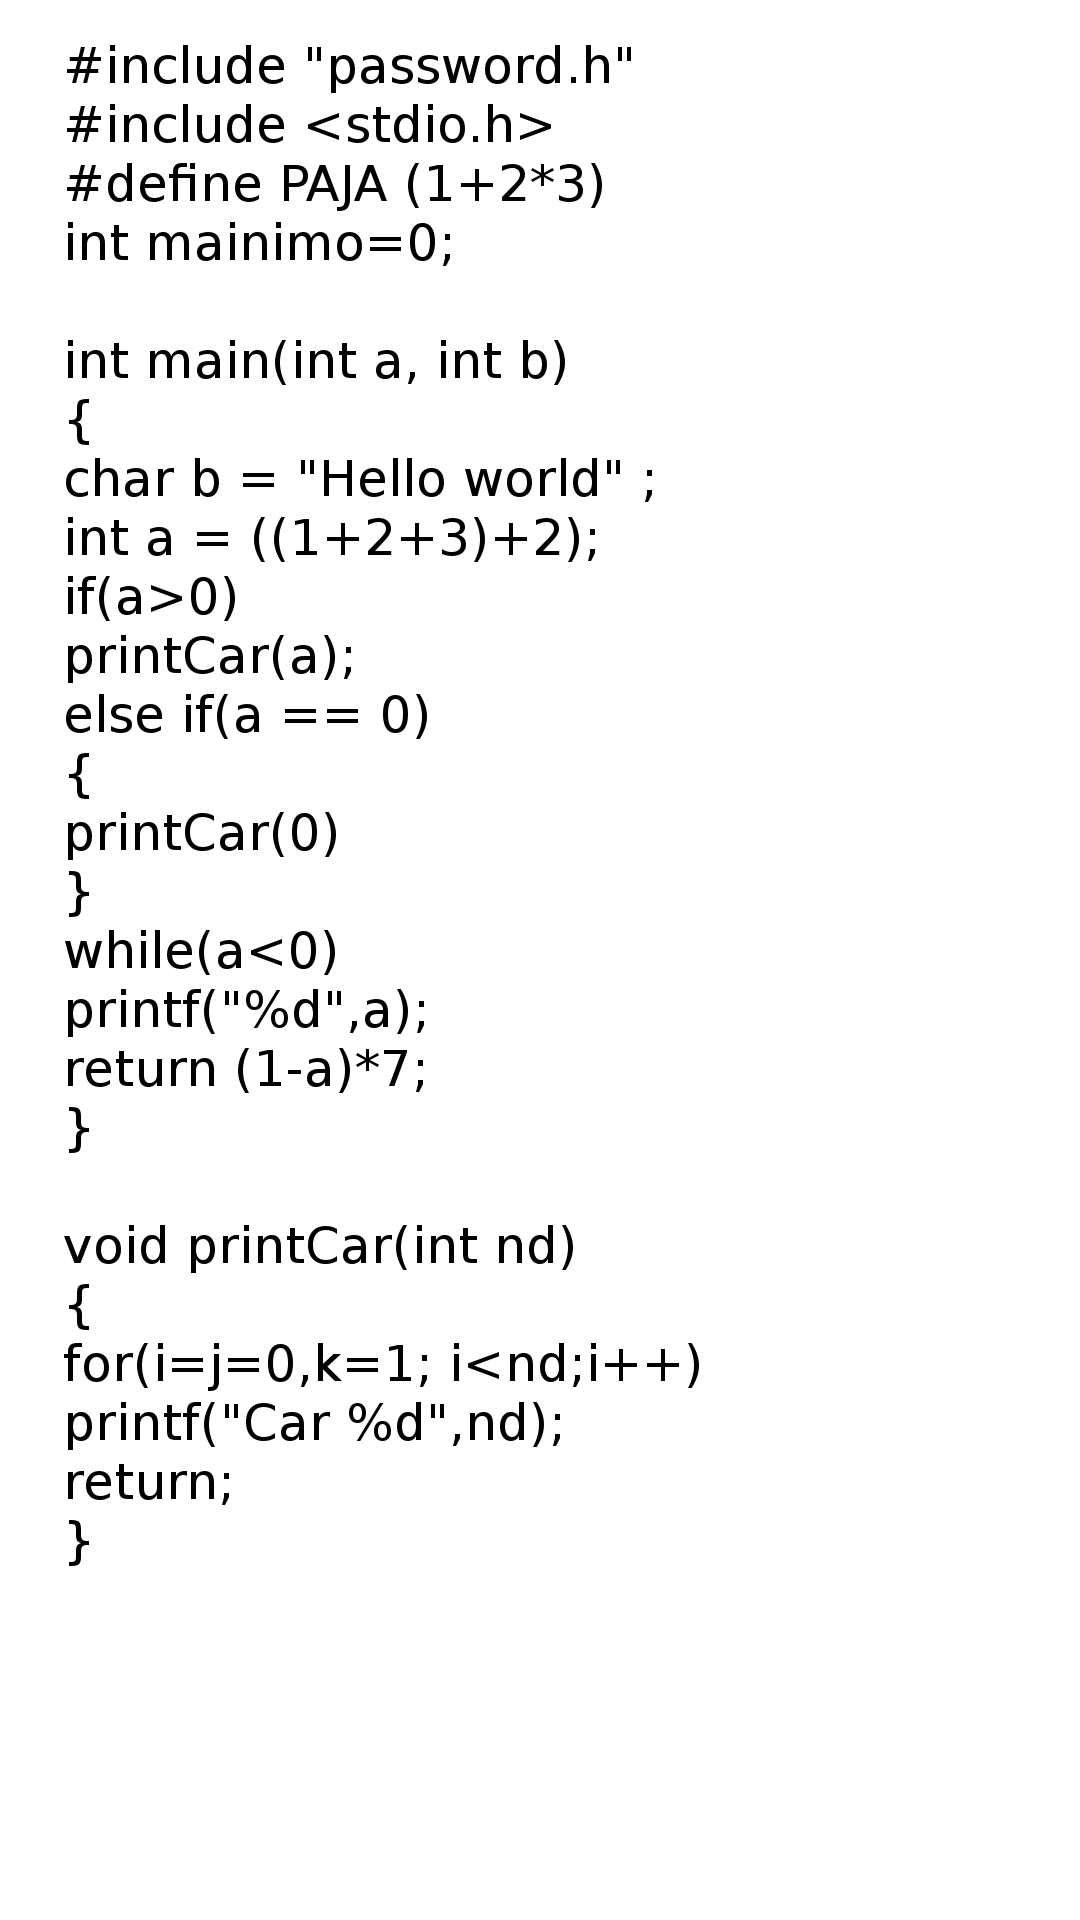 #include "password.h"
#include <stdio.h>
#define PAJA (1+2*3)
int mainimo=0;

int main(int a, int b)
{
char b = "Hello world" ;
int a = ((1+2+3)+2);
if(a>0)
printCar(a);
else if(a == 0)
{
printCar(0)
}
while(a<0)
printf("%d",a);
return (1-a)*7;
}

void printCar(int nd)
{
for(i=j=0,k=1; i<nd;i++)
printf("Car %d",nd);
return;
}